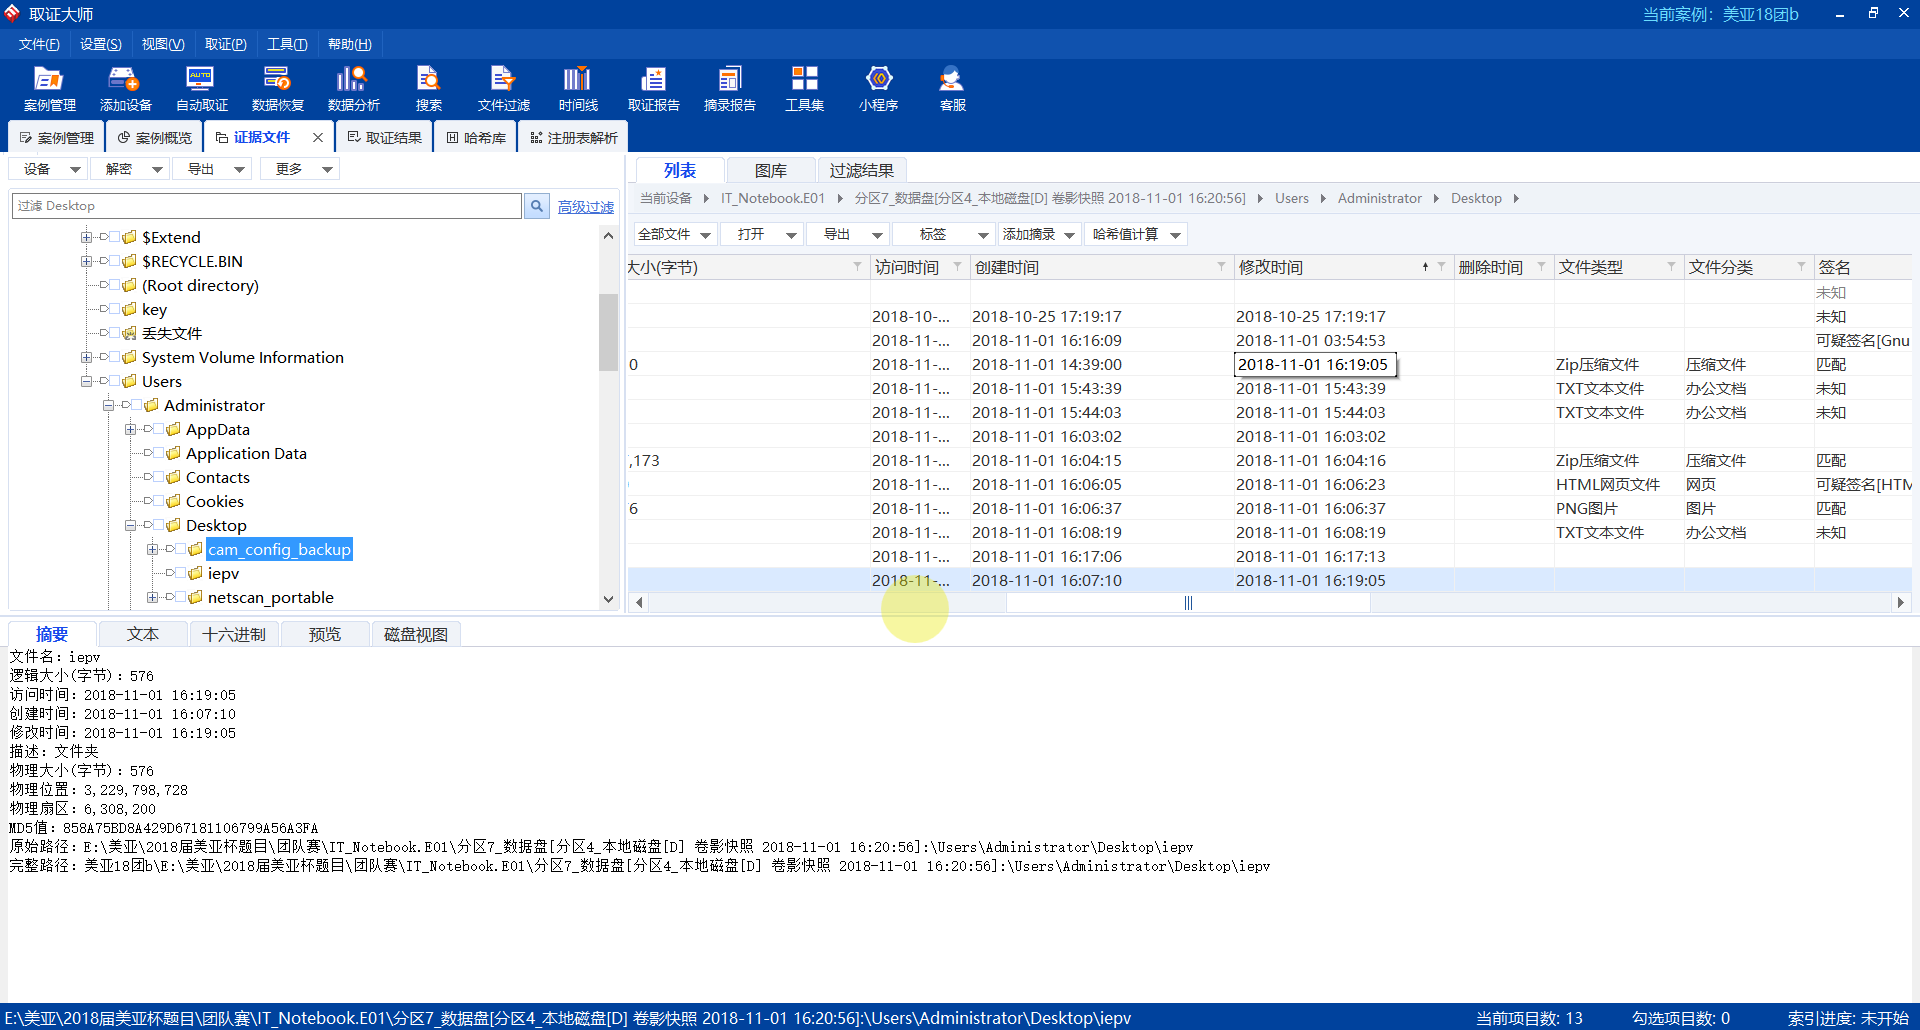 取证大师
当前案例：美亚18团b
文件(F) 设置(S) 视图(V) 取证(P) 工具(T) 帮助(H)
案例管理 添加设备 自动取证 数据恢复 数据分析 搜索 文件过滤 时间线 取证报告 摘录报告 工具集 小程序 客服
案例管理 案例概览 证据文件 取证结果 哈希库 注册表解析
设备 解密 导出 更多
过滤 Desktop
高级过滤
$Extend
$RECYCLE.BIN
(Root directory)
key
丢失文件
System Volume Information
Users
Administrator
AppData
Application Data
Contacts
Cookies
Desktop
cam_config_backup
iepv
netscan_portable
列表 图库 过滤结果
当前设备 IT_Notebook.E01 分区7_数据盘[分区4_本地磁盘[D] 卷影快照 2018-11-01 16:20:56] Users Administrator Desktop
全部文件 打开 导出 标签 添加摘录 哈希值计算
大小(字节) 访问时间 创建时间 修改时间 删除时间 文件类型 文件分类 签名
未知
2018-10-... 2018-10-25 17:19:17 2018-10-25 17:19:17 未知
2018-11-... 2018-11-01 16:16:09 2018-11-01 03:54:53 可疑签名[Gnu
0 2018-11-... 2018-11-01 14:39:00 2018-11-01 16:19:05 Zip压缩文件 压缩文件 匹配
2018-11-... 2018-11-01 15:43:39 2018-11-01 15:43:39 TXT文本文件 办公文档 未知
2018-11-... 2018-11-01 15:44:03 2018-11-01 15:44:03 TXT文本文件 办公文档 未知
2018-11-... 2018-11-01 16:03:02 2018-11-01 16:03:02
,173 2018-11-... 2018-11-01 16:04:15 2018-11-01 16:04:16 Zip压缩文件 压缩文件 匹配
2018-11-... 2018-11-01 16:06:05 2018-11-01 16:06:23 HTML网页文件 网页 可疑签名[HTM
6 2018-11-... 2018-11-01 16:06:37 2018-11-01 16:06:37 PNG图片 图片 匹配
2018-11-... 2018-11-01 16:08:19 2018-11-01 16:08:19 TXT文本文件 办公文档 未知
2018-11-... 2018-11-01 16:17:06 2018-11-01 16:17:13
2018-11-... 2018-11-01 16:07:10 2018-11-01 16:19:05
摘要 文本 十六进制 预览 磁盘视图
文件名：iepv
逻辑大小(字节)：576
访问时间：2018-11-01 16:19:05
创建时间：2018-11-01 16:07:10
修改时间：2018-11-01 16:19:05
描述：文件夹
物理大小(字节)：576
物理位置：3,229,798,728
物理扇区：6,308,200
MD5值：858A75BD8A429D67181106799A56A3FA
原始路径：E:\美亚\2018届美亚杯题目\团队赛\IT_Notebook.E01\分区7_数据盘[分区4_本地磁盘[D] 卷影快照 2018-11-01 16:20:56]:\Users\Administrator\Desktop\iepv
完整路径：美亚18团b\E:\美亚\2018届美亚杯题目\团队赛\IT_Notebook.E01\分区7_数据盘[分区4_本地磁盘[D] 卷影快照 2018-11-01 16:20:56]:\Users\Administrator\Desktop\iepv
E:\美亚\2018届美亚杯题目\团队赛\IT_Notebook.E01\分区7_数据盘[分区4_本地磁盘[D] 卷影快照 2018-11-01 16:20:56]:\Users\Administrator\Desktop\iepv
当前项目数: 13 勾选项目数: 0 索引进度: 未开始